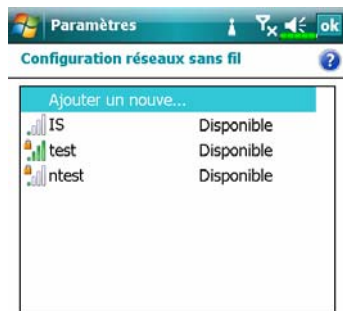 Paramètres ok
Configuration réseaux sans fil ?
Ajouter un nouve...
IS Disponible
test Disponible
ntest Disponible